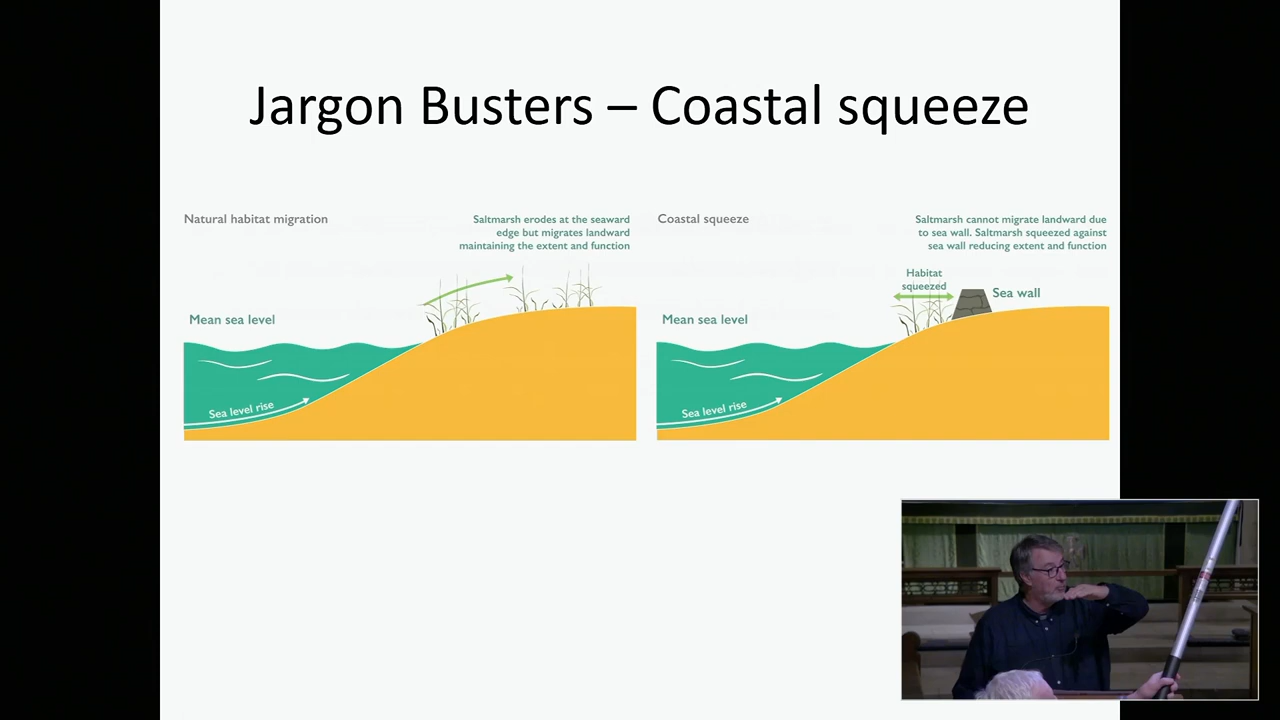 Jargon Busters – Coastal squeeze
Natural habitat migration
Saltmarsh erodes at the seaward
edge but migrates landward
maintaining the extent and function
Mean sea level
Sea level rise
Coastal squeeze
Saltmarsh cannot migrate landward due
to sea wall. Saltmarsh squeezed against
sea wall reducing extent and function
Habitat
squeezed
Sea wall
Mean sea level
Sea level rise